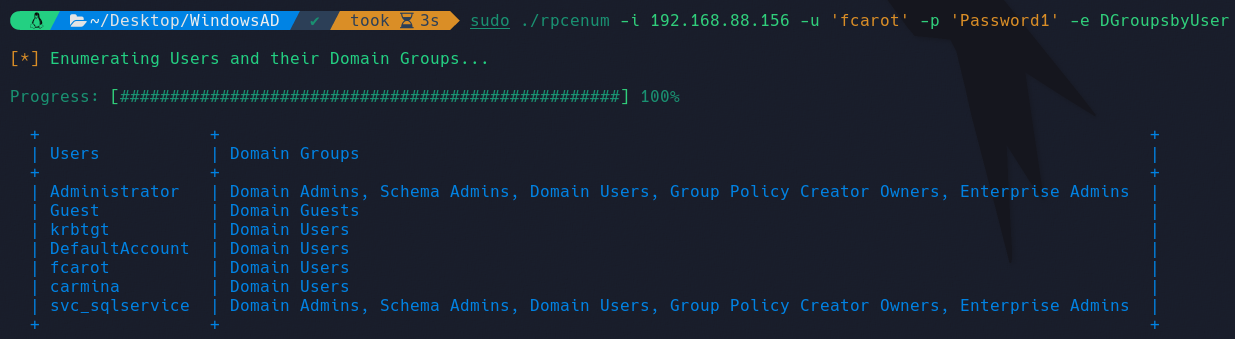 ~/Desktop/WindowsAD ✔ took ⌛ 3s sudo ./rpcenum -i 192.168.88.156 -u 'fcarot' -p 'Password1' -e DGroupsbyUser
[*] Enumerating Users and their Domain Groups...
Progress: [##################################################] 100%
+ + +
| Users | Domain Groups |
+ + +
| Administrator | Domain Admins, Schema Admins, Domain Users, Group Policy Creator Owners, Enterprise Admins |
| Guest | Domain Guests |
| krbtgt | Domain Users |
| DefaultAccount | Domain Users |
| fcarot | Domain Users |
| carmina | Domain Users |
| svc_sqlservice | Domain Admins, Schema Admins, Domain Users, Group Policy Creator Owners, Enterprise Admins |
+ + +